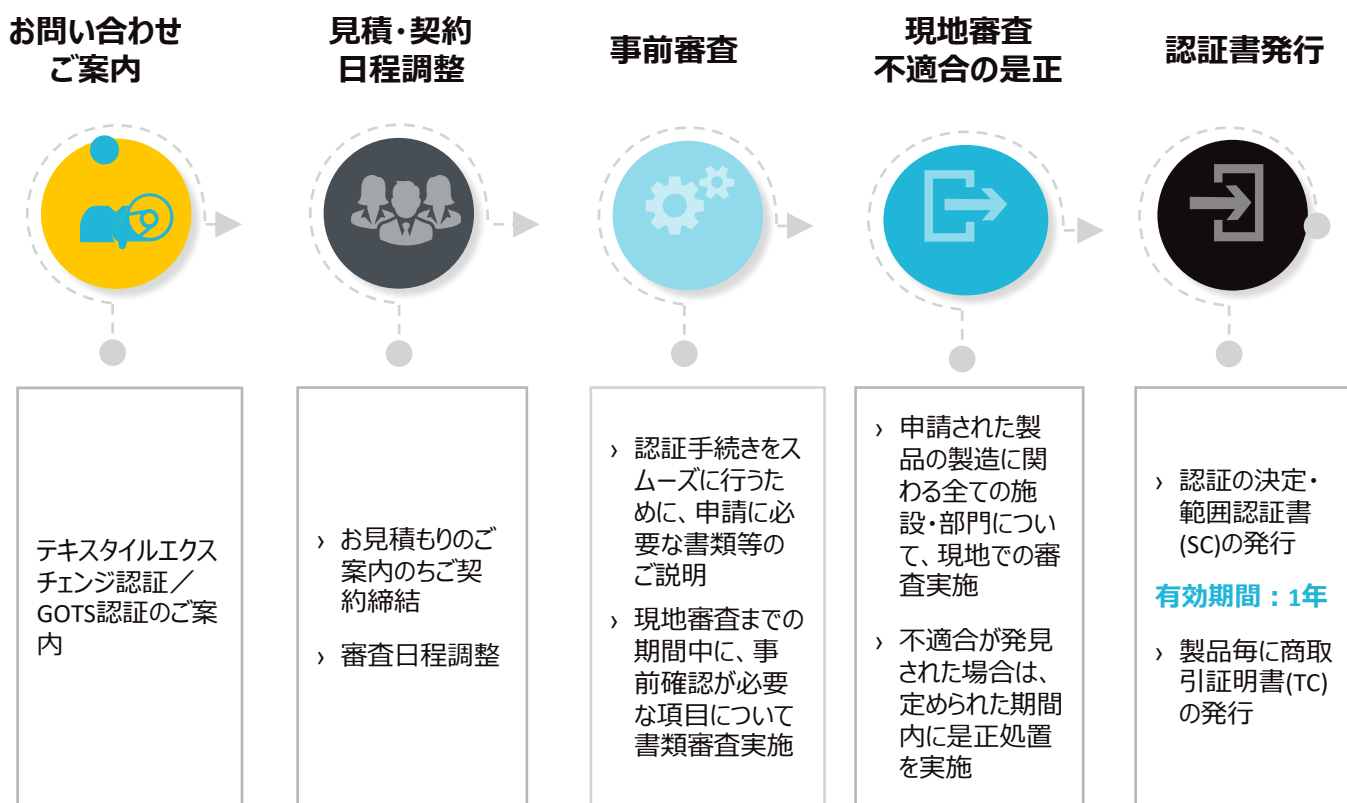 お問い合わせ
ご案内
見積・契約
日程調整
事前審査
現地審査
不適合の是正
認証書発行
テキスタイルエクス
チェンジ認証／
GOTS認証のご案
内
› お見積もりのご
案内のちご契
約締結
› 審査日程調整
› 認証手続きをス
ムーズに行うた
めに、申請に必
要な書類等の
ご説明
› 現地審査までの
期間中に、事
前確認が必要
な項目について
書類審査実施
› 申請された製
品の製造に関
わる全ての施
設・部門につい
て、現地での審
査実施
› 不適合が発見
された場合は、
定められた期間
内に是正処置
を実施
› 認証の決定・
範囲認証書
(SC)の発行
有効期間：1年
› 製品毎に商取
引証明書(TC)
の発行